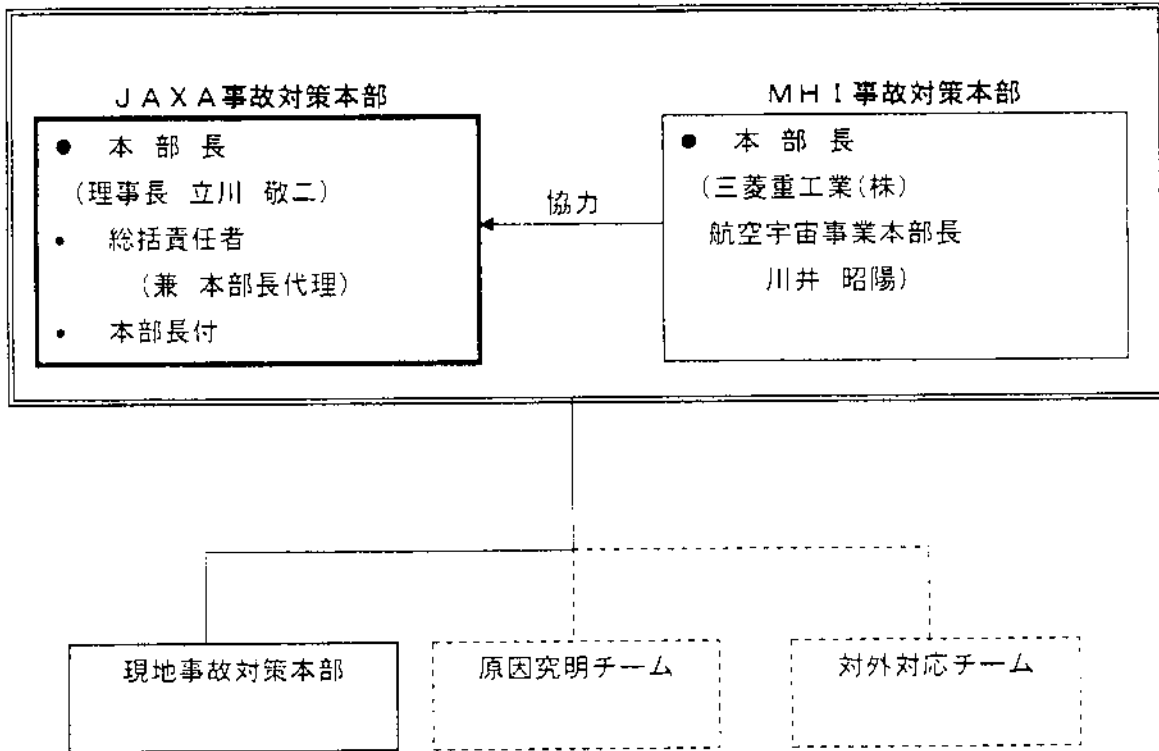 JAXA事故対策本部
● 本部長
(理事長 立川 敬二)
• 総括責任者
(兼 本部長代理)
• 本部長付
協力
MHI事故対策本部
● 本部長
(三菱重工業(株)
航空宇宙事業本部長
川井 昭陽)
現地事故対策本部
原因究明チーム
対外対応チーム